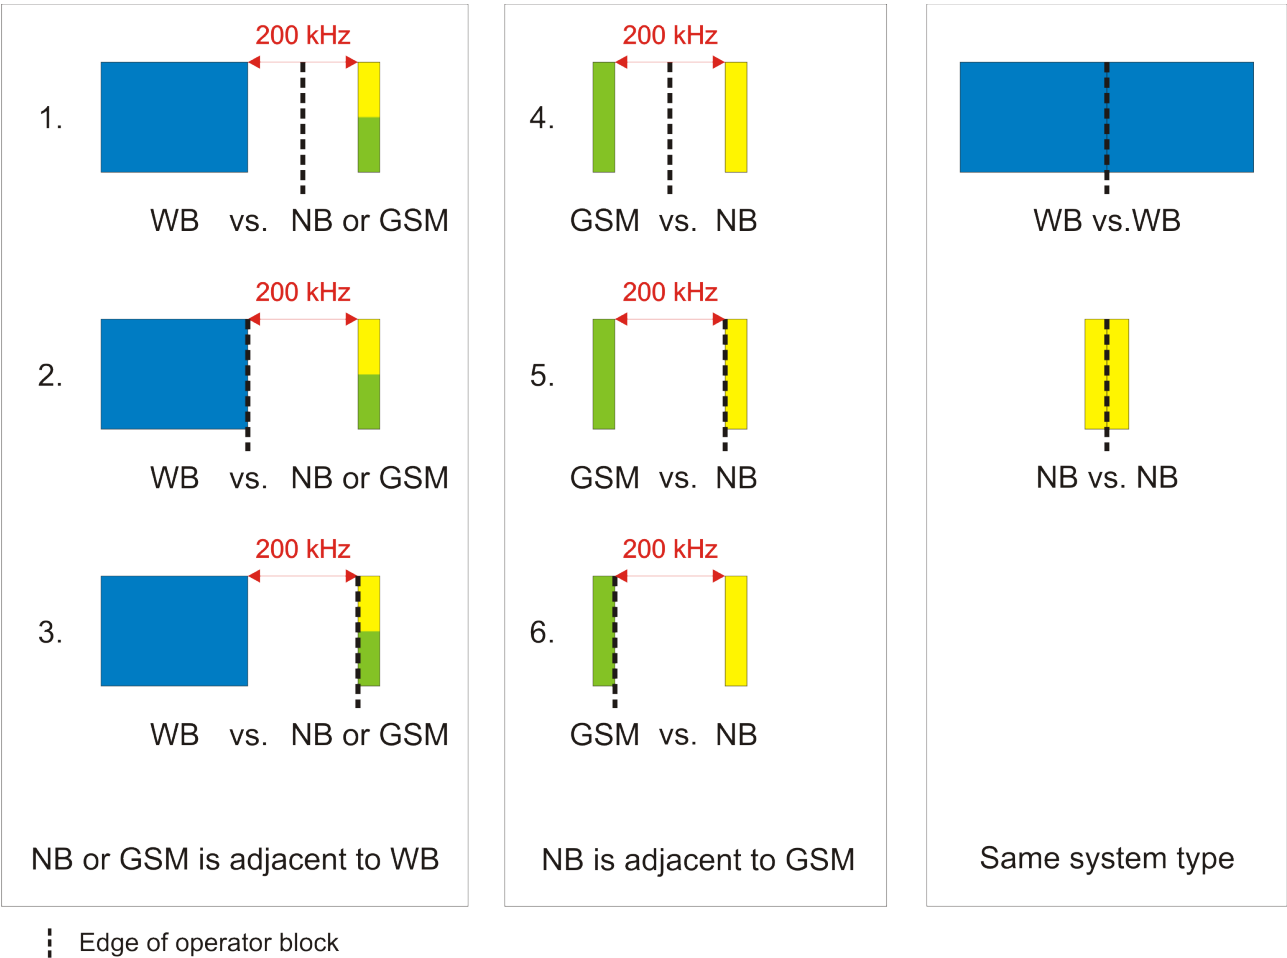 200 kHz
1.
WB vs. NB or GSM
200 kHz
2.
WB vs. NB or GSM
200 kHz
3.
WB vs. NB or GSM
NB or GSM is adjacent to WB
200 kHz
4.
GSM vs. NB
200 kHz
5.
GSM vs. NB
200 kHz
6.
GSM vs. NB
NB is adjacent to GSM
WB vs.WB
NB vs. NB
Same system type
Edge of operator block